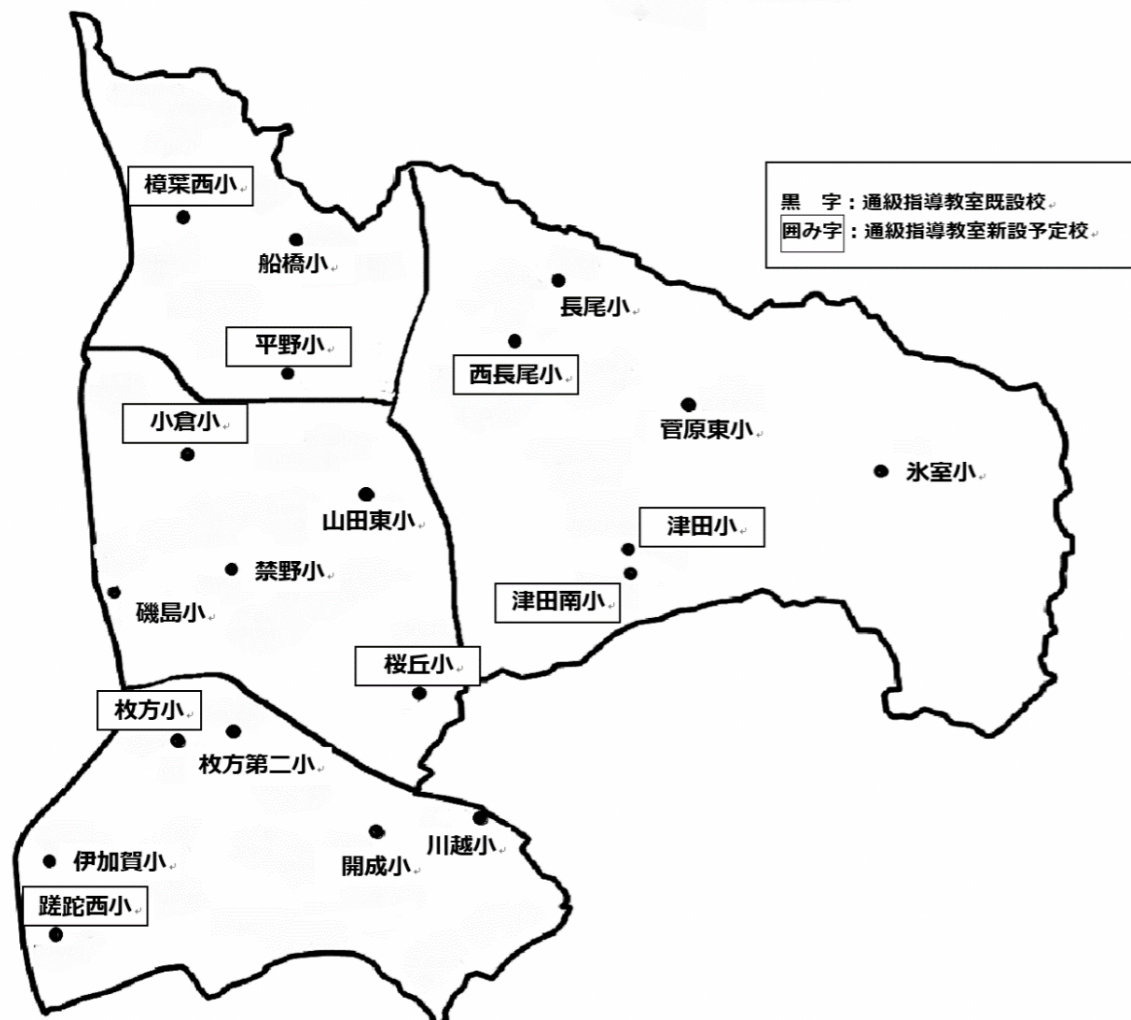 樟葉西小
船橋小
平野小
黒　字：通級指導教室既設校
囲み字：通級指導教室新設予定校
長尾小
西長尾小
菅原東小
氷室小
津田小
津田南小
小倉小
山田東小
禁野小
磯島小
桜丘小
枚方小
枚方第二小
川越小
開成小
伊加賀小
蹉跎西小